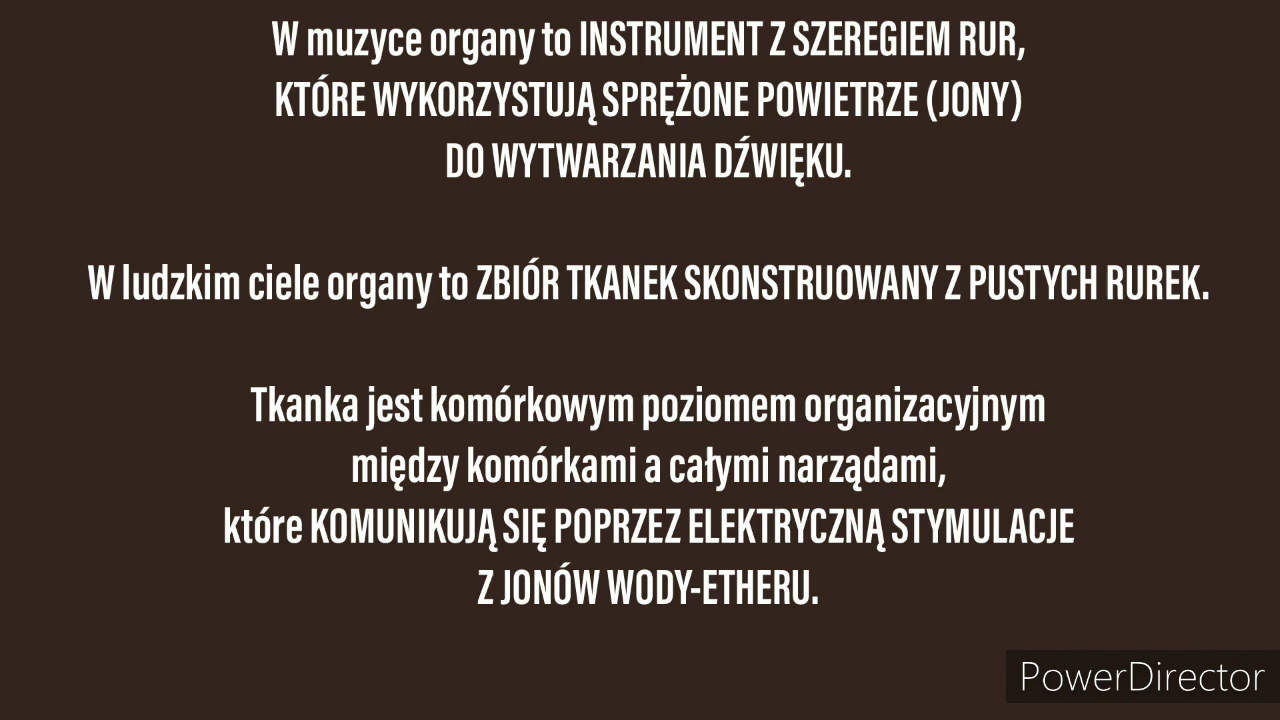 W muzyce organy to INSTRUMENT Z SZEREGIEM RUR,
KTÓRE WYKORZYSTUJĄ SPRĘŻONE POWIETRZE (JONY)
DO WYTWARZANIA DŹWIĘKU.
W ludzkim ciele organy to ZBIÓR TKANEK SKONSTRUOWANY Z PUSTYCH RUREK.
Tkanka jest komórkowym poziomem organizacyjnym
między komórkami a całymi narządami,
które KOMUNIKUJĄ SIĘ POPRZEZ ELEKTRYCZNĄ STYMULACJE
Z JONÓW WODY-ETHERU.
PowerDirector